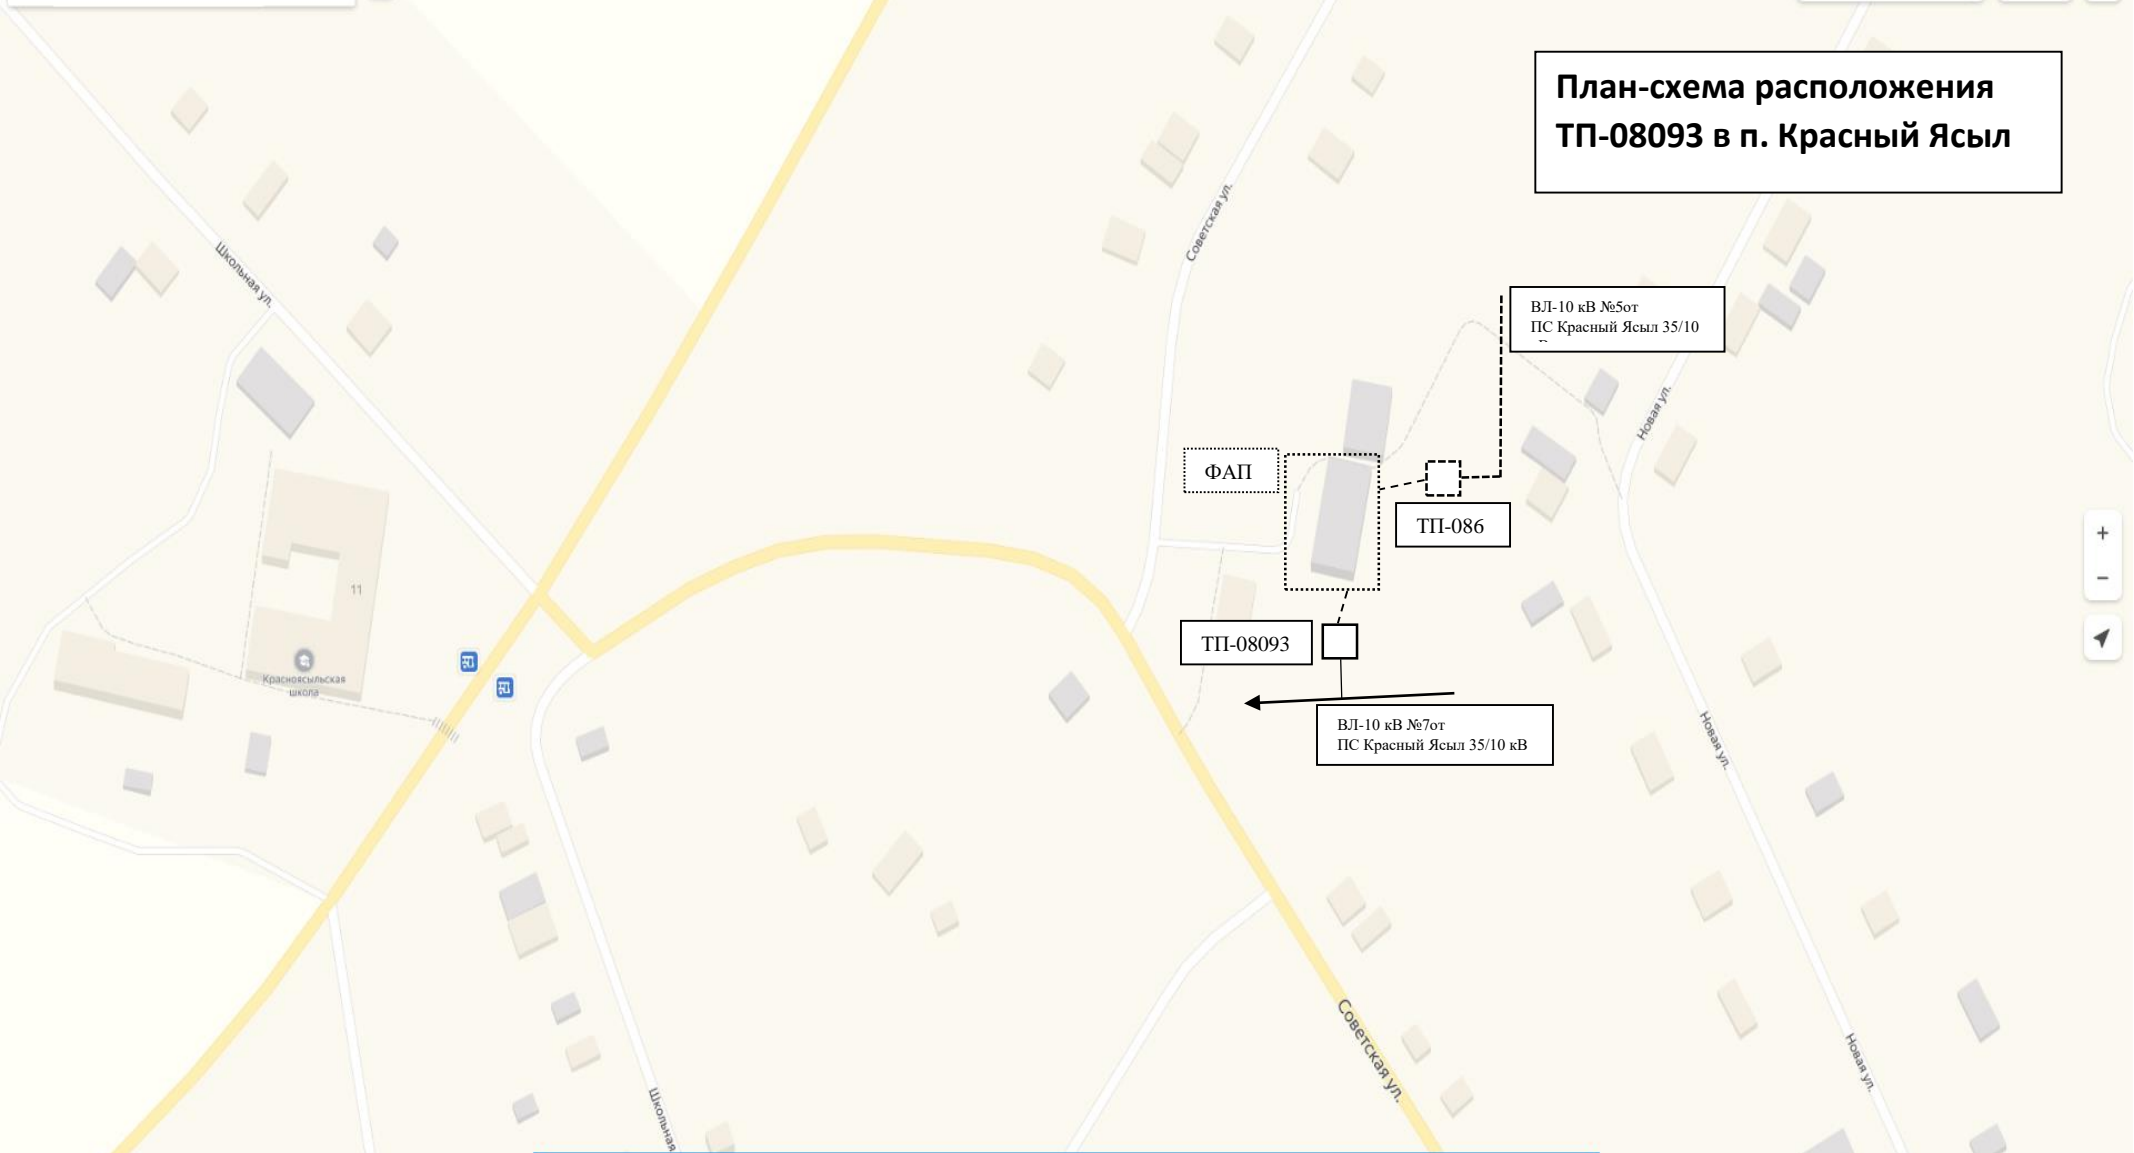 План-схема расположения
ТП-08093 в п. Красный Ясыл
Советская ул.
Школьная ул.
ВЛ-10 кВ №5от
ПС Красный Ясыл 35/10
Новая ул.
ФАП
ТП-086
11
ТП-08093
Красноясыльская
школа
ВЛ-10 кВ №7от
ПС Красный Ясыл 35/10 кВ
Новая ул.
Советская ул.
Новая ул.
Школьная